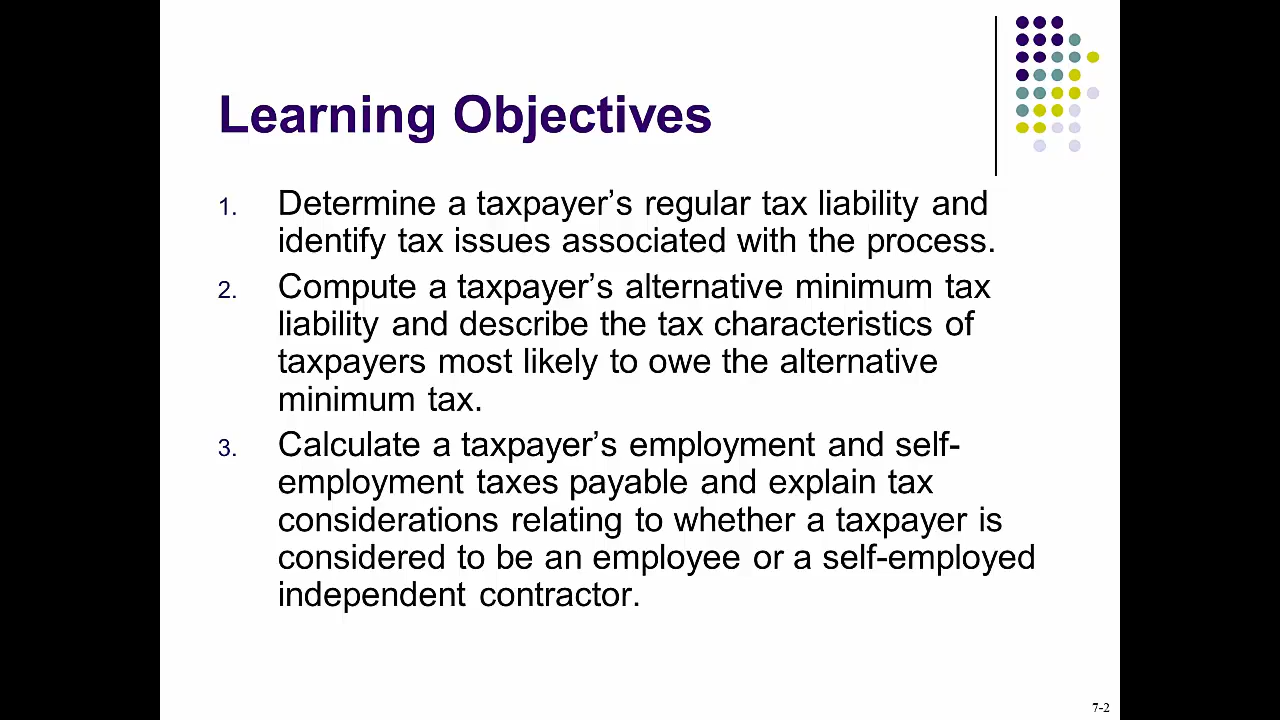 Learning Objectives
1. Determine a taxpayer’s regular tax liability and
identify tax issues associated with the process.
2. Compute a taxpayer’s alternative minimum tax
liability and describe the tax characteristics of
taxpayers most likely to owe the alternative
minimum tax.
3. Calculate a taxpayer’s employment and self-
employment taxes payable and explain tax
considerations relating to whether a taxpayer is
considered to be an employee or a self-employed
independent contractor.
7-2